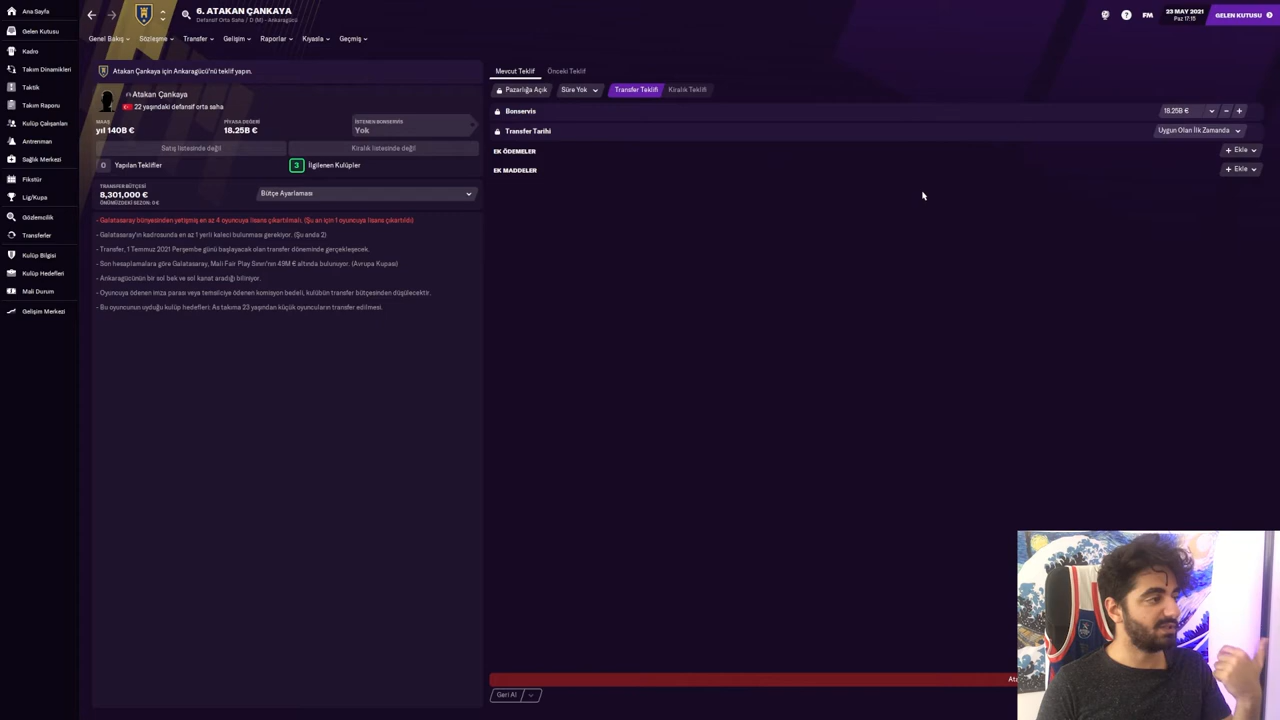 Ana Sayfa
Gelen Kutusu
Kadro
Takım Dinamikleri
Taktik
Takım Raporu
Kulüp Çalışanları
Antrenman
Sağlık Merkezi
Fikstür
Lig/Kupa
Gözlemcilik
Transferler
Kulüp Bilgisi
Kulüp Hedefleri
Mali Durum
Gelişim Merkezi
6. ATAKAN ÇANKAYA
Defansif Orta Saha / D (M) - Ankaragücü
FM
23 MAY 2021
Paz 17:15
GELEN KUTUSU
Genel Bakış
Sözleşme
Transfer
Gelişim
Raporlar
Kıyasla
Geçmiş
Atakan Çankaya için Ankaragücü'nü teklif yapın.
Atakan Çankaya
22 yaşındaki defansif orta saha
MAAŞ
yıl 140B €
PİYASA DEĞERİ
18.25B €
İSTENEN BONSERVİS
Yok
Satış listesinde değil
Kiralık listesinde değil
0 Yapılan Teklifler
3 İlgilenen Kulüpler
TRANSFER BÜTÇESİ
8,301,000 €
ÖNÜMÜZDEKİ SEZON: 0 €
Bütçe Ayarlaması
- Galatasaray bünyesinden yetişmiş en az 4 oyuncuya lisans çıkartılmalı. (Şu an için 1 oyuncuya lisans çıkartıldı)
- Galatasaray'ın kadrosunda en az 1 yerli kaleci bulunması gerekiyor. (Şu anda 2)
- Transfer, 1 Temmuz 2021 Perşembe günü başlayacak olan transfer döneminde gerçekleşecek.
- Son hesaplamalara göre Galatasaray, Mali Fair Play Sınırı'nın 49M € altında bulunuyor. (Avrupa Kupası)
- Ankaragücünün bir sol bek ve sol kanat aradığı biliniyor.
- Oyuncuya ödenen imza parası veya temsilciye ödenen komisyon bedeli, kulübün transfer bütçesinden düşülecektir.
- Bu oyuncunun uyduğu kulüp hedefleri: As takıma 23 yaşından küçük oyuncuların transfer edilmesi.
Mevcut Teklif
Önceki Teklif
Pazarlığa Açık
Süre Yok
Transfer Teklifi
Kiralık Teklifi
Bonservis
18.25B €
Transfer Tarihi
Uygun Olan İlk Zamanda
EK ÖDEMELER
+ Ekle
EK MADDELER
+ Ekle
Geri Al